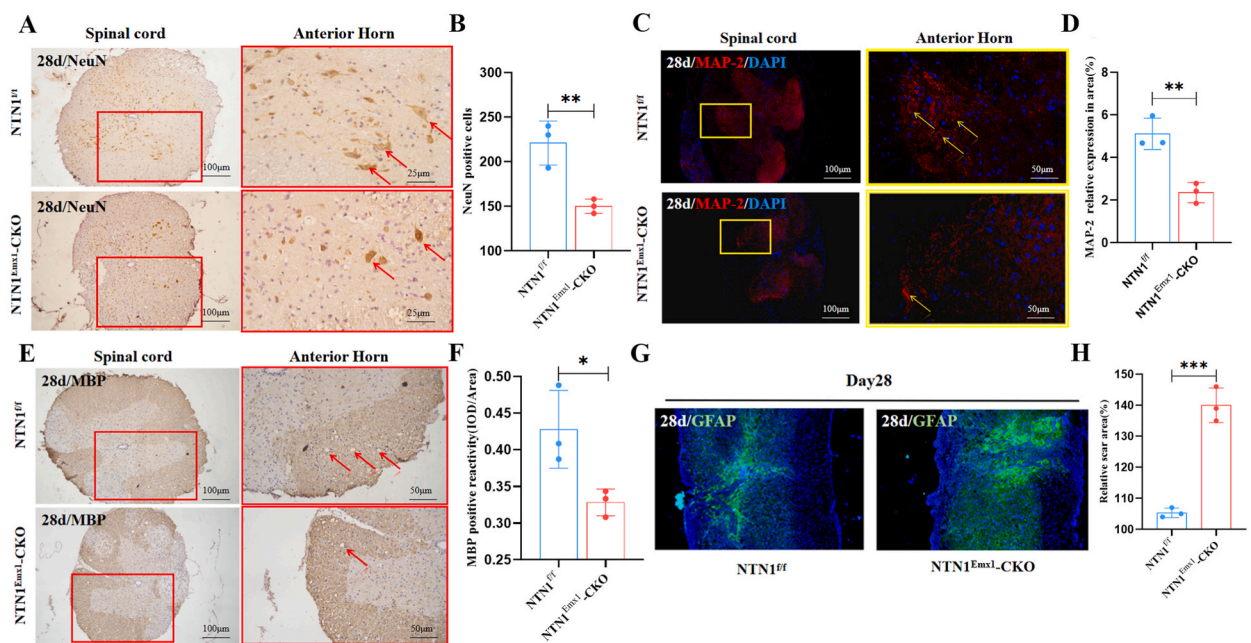 A
Spinal cord
Anterior Horn
NTN1f/f
28d/NeuN
100μm
25μm
NTN1Emx1-CKO
28d/NeuN
100μm
25μm
B
NeuN positive cells
300
250
200
150
100
**
NTN1f/f
NTN1Emx1-CKO
C
Spinal cord
Anterior Horn
NTN1f/f
28d/MAP-2/DAPI
100μm
50μm
NTN1Emx1-CKO
28d/MAP-2/DAPI
100μm
50μm
D
MAP-2 relative expression in area(%)
8
6
4
2
0
**
NTN1f/f
NTN1Emx1-CKO
E
Spinal cord
Anterior Horn
NTN1f/f
28d/MBP
100μm
50μm
NTN1Emx1-CKO
28d/MBP
100μm
50μm
F
MBP positive reactivity(IOD/Area)
0.50
0.45
0.40
0.35
0.30
0.25
*
NTN1f/f
NTN1Emx1-CKO
G
Day28
28d/GFAP
28d/GFAP
NTN1f/f
NTN1Emx1-CKO
H
Relative scar area(%)
150
140
130
120
110
100
***
NTN1f/f
NTN1Emx1-CKO